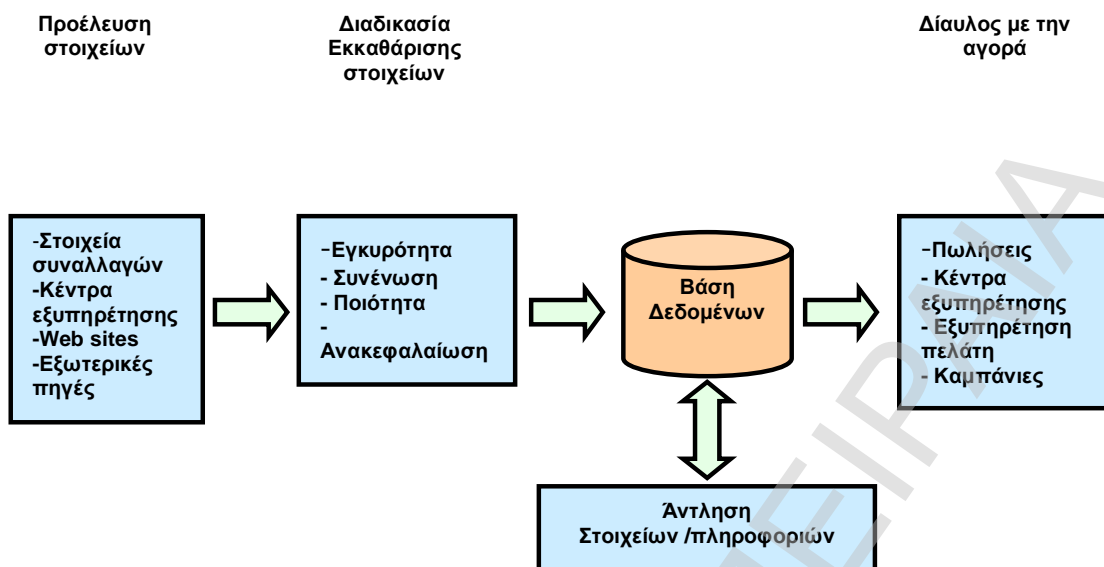 Προέλευση
στοιχείων
Διαδικασία
Εκκαθάρισης
στοιχείων
Δίαυλος με την
αγορά
-Στοιχεία
συναλλαγών
-Κέντρα
εξυπηρέτησης
-Web sites
-Εξωτερικές
πηγές
-Εγκυρότητα
- Συνένωση
- Ποιότητα
-
Ανακεφαλαίωση
Βάση
Δεδομένων
-Πωλήσεις
- Κέντρα
εξυπηρέτησης
- Εξυπηρέτηση
πελάτη
- Καμπάνιες
Άντληση
Στοιχείων /πληροφοριών